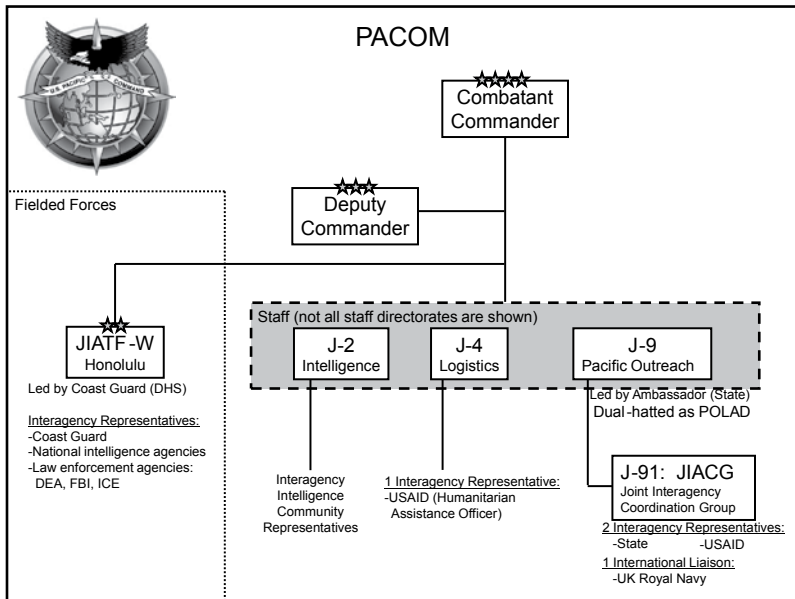 PACOM
U.S. PACIFIC COMMAND
Combatant
Commander
Deputy
Commander
Fielded Forces
JIATF-W
Honolulu
Led by Coast Guard (DHS)
Interagency Representatives:
-Coast Guard
-National intelligence agencies
-Law enforcement agencies:
DEA, FBI, ICE
Staff (not all staff directorates are shown)
J-2
Intelligence
J-4
Logistics
J-9
Pacific Outreach
Led by Ambassador (State)
Dual-hatted as POLAD
Interagency
Intelligence
Community
Representatives
1 Interagency Representative:
-USAID (Humanitarian
Assistance Officer)
J-91: JIACG
Joint Interagency
Coordination Group
2 Interagency Representatives:
-State -USAID
1 International Liaison:
-UK Royal Navy